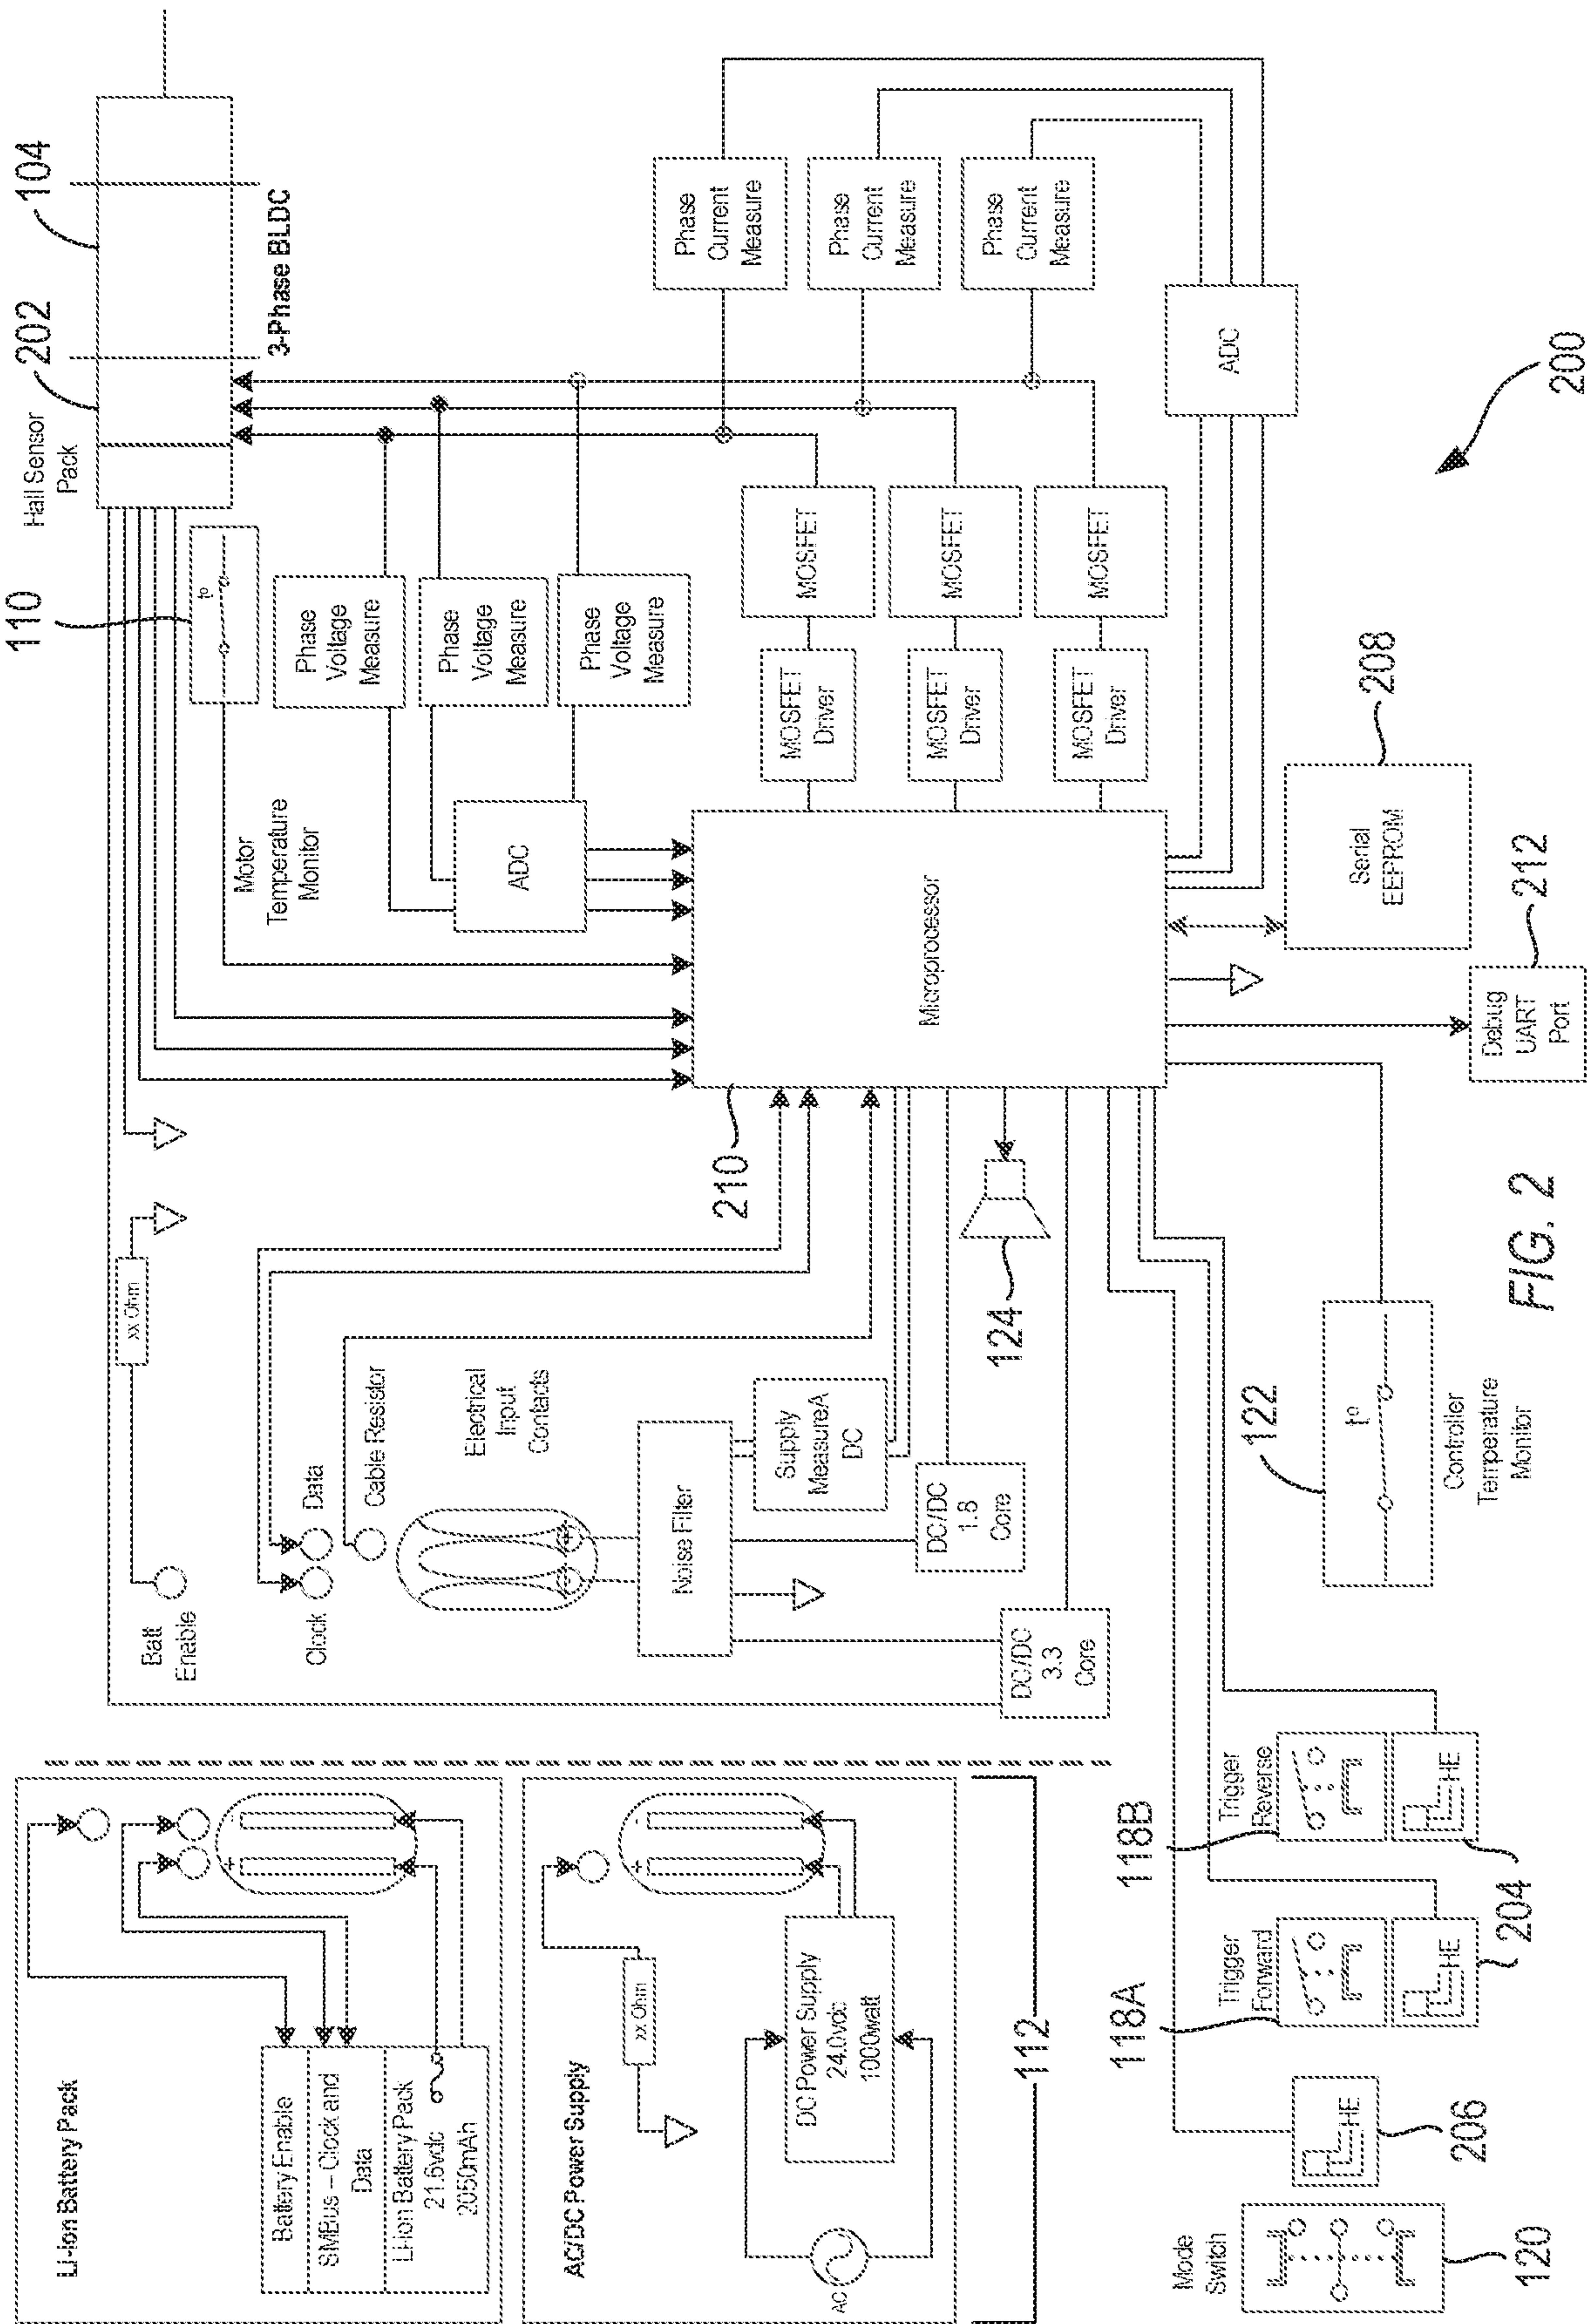 Li-Ion Battery Pack
Battery Enable
SMBus – Clock and
Data
Li-Ion Battery Pack
21.6vdc
2050mAh
+
-
AC/DC Power Supply
xx Ohm
DC Power Supply
24.0vdc
1000watt
AC
+
-
112
Batt
Enable
xx Ohm
Clock
Data
Cable Resistor
Electrical
Input
Contacts
Noise Filter
Supply
MeasureA
DC
DC/DC
1.8
Core
DC/DC
3.3
Core
110
Hall Sensor
Pack
202
104
3-Phase BLDC
tº
Motor
Temperature
Monitor
Phase
Voltage
Measure
Phase
Voltage
Measure
Phase
Voltage
Measure
ADC
Phase
Current
Measure
Phase
Current
Measure
Phase
Current
Measure
210
Microprocessor
MOSFET
Driver
MOSFET
MOSFET
Driver
MOSFET
MOSFET
Driver
MOSFET
ADC
124
Mode
Switch
120
HE
206
118A
Trigger
Forward
HE
118B
Trigger
Reverse
HE
204
122
tº
Controller
Temperature
Monitor
Debug
UART
Port
212
Serial
EEPROM
208
200
FIG. 2